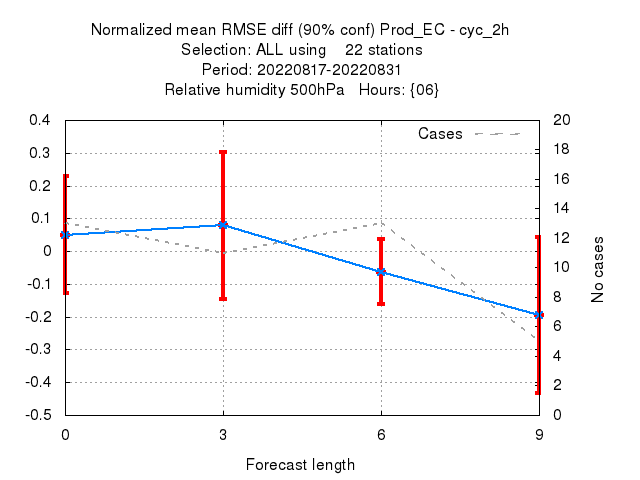 Normalized mean RMSE diff (90% conf) Prod_EC - cyc_2h
Selection: ALL using    22 stations
Period: 20220817-20220831
Relative humidity 500hPa   Hours: {06}
Cases
0.4
0.3
0.2
0.1
0
-0.1
-0.2
-0.3
-0.4
-0.5
20
18
16
14
12
10
8
6
4
2
0
No cases
0 3 6 9
Forecast length